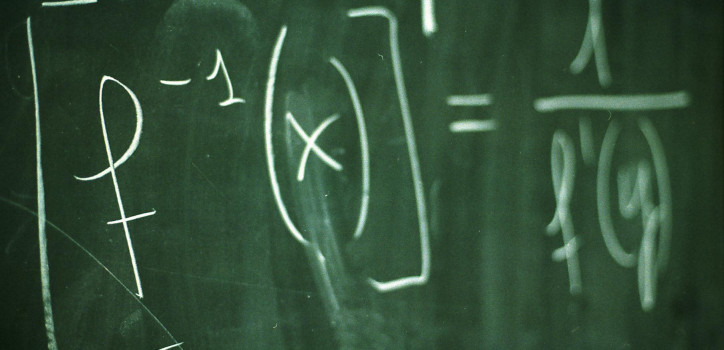 [f⁻¹(x)]' = 1/f'(y)